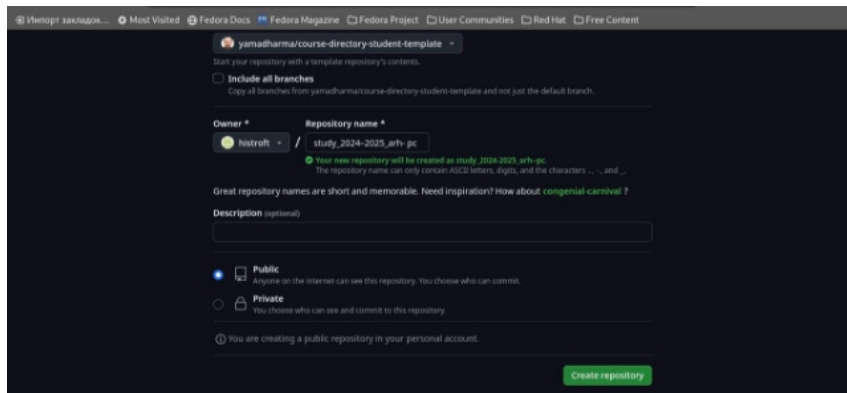 Импорт закладок... Most Visited Fedora Docs Fedora Magazine Fedora Project User Communities Red Hat Free Content
yamadharma/course-directory-student-template
Start your repository with a template repository's contents.
Include all branches
Copy all branches from yamadharma/course-directory-student-template and not just the default branch.
Owner * Repository name *
histroft / study_2024-2025_arh- pc
Your new repository will be created as study_2024-2025_arh-pc.
The repository name can only contain ASCII letters, digits, and the characters ., -, and _.
Great repository names are short and memorable. Need inspiration? How about congenial-carnival ?
Description (optional)
Public
Anyone on the internet can see this repository. You choose who can commit.
Private
You choose who can see and commit to this repository.
You are creating a public repository in your personal account.
Create repository